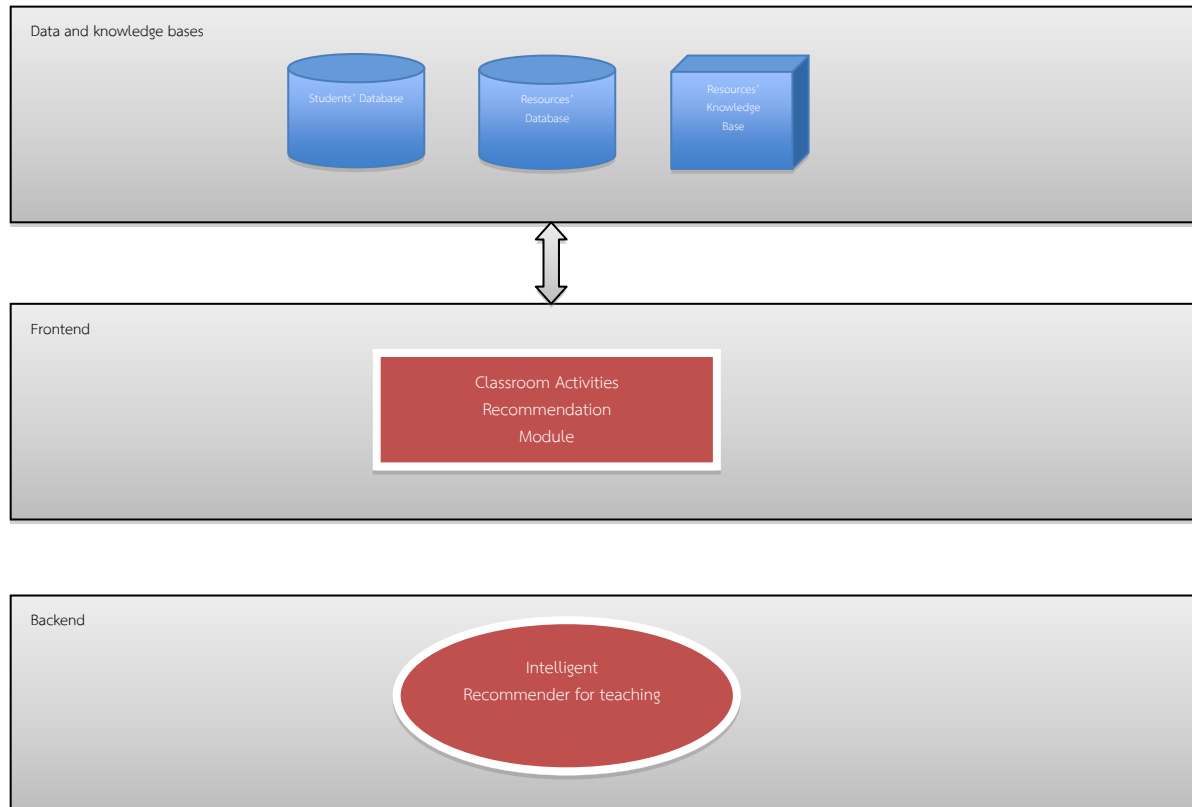 Data and knowledge bases
Students' Database
Resources'
Database
Resources'
Knowledge
Base
Frontend
Classroom Activities
Recommendation
Module
Backend
Intelligent
Recommender for teaching